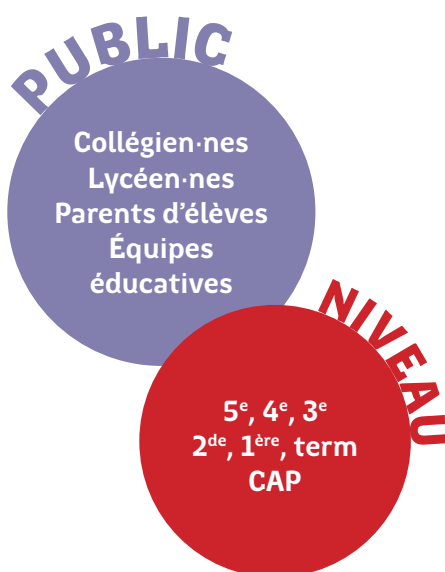 PUBLIC
Collégien·nes
Lycéen·nes
Parents d’élèves
Équipes
éducatives
NIVEAU
5e, 4e, 3e
2de, 1ère, term
CAP